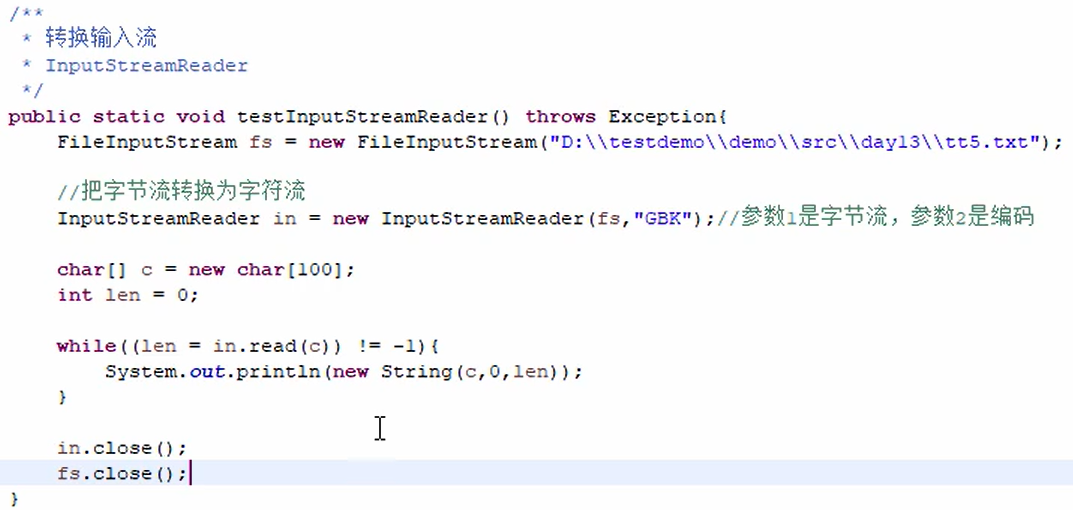 /**
 * 转换输入流
 * InputStreamReader
 */
public static void testInputStreamReader() throws Exception{
    FileInputStream fs = new FileInputStream("D:\\testdemo\\demo\\src\\day13\\tt5.txt");

    //把字节流转换为字符流
    InputStreamReader in = new InputStreamReader(fs,"GBK");//参数1是字节流，参数2是编码

    char[] c = new char[100];
    int len = 0;

    while((len = in.read(c)) != -1){
        System.out.println(new String(c,0,len));
    }

    in.close();
    fs.close();
}